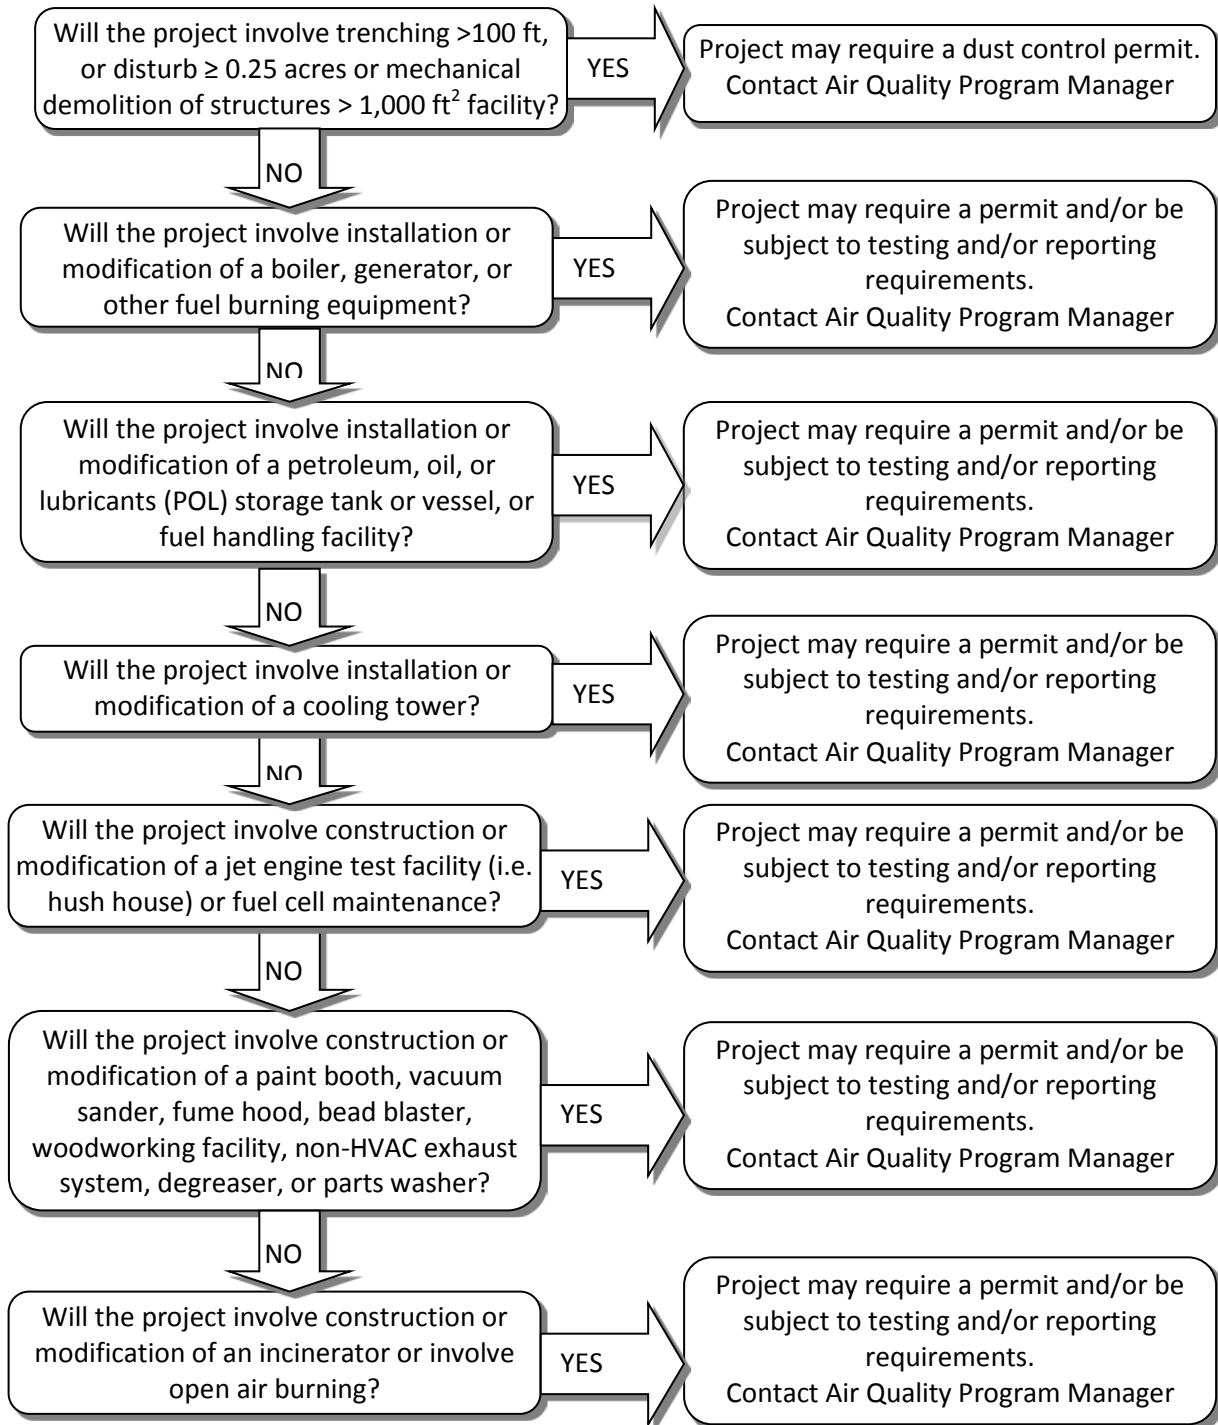 Will the project involve trenching >100 ft,
or disturb ≥ 0.25 acres or mechanical
demolition of structures > 1,000 ft² facility?
YES
Project may require a dust control permit.
Contact Air Quality Program Manager
NO
Will the project involve installation or
modification of a boiler, generator, or
other fuel burning equipment?
YES
Project may require a permit and/or be
subject to testing and/or reporting
requirements.
Contact Air Quality Program Manager
NO
Will the project involve installation or
modification of a petroleum, oil, or
lubricants (POL) storage tank or vessel, or
fuel handling facility?
YES
Project may require a permit and/or be
subject to testing and/or reporting
requirements.
Contact Air Quality Program Manager
NO
Will the project involve installation or
modification of a cooling tower?
YES
Project may require a permit and/or be
subject to testing and/or reporting
requirements.
Contact Air Quality Program Manager
NO
Will the project involve construction or
modification of a jet engine test facility (i.e.
hush house) or fuel cell maintenance?
YES
Project may require a permit and/or be
subject to testing and/or reporting
requirements.
Contact Air Quality Program Manager
NO
Will the project involve construction or
modification of a paint booth, vacuum
sander, fume hood, bead blaster,
woodworking facility, non-HVAC exhaust
system, degreaser, or parts washer?
YES
Project may require a permit and/or be
subject to testing and/or reporting
requirements.
Contact Air Quality Program Manager
NO
Will the project involve construction or
modification of an incinerator or involve
open air burning?
YES
Project may require a permit and/or be
subject to testing and/or reporting
requirements.
Contact Air Quality Program Manager